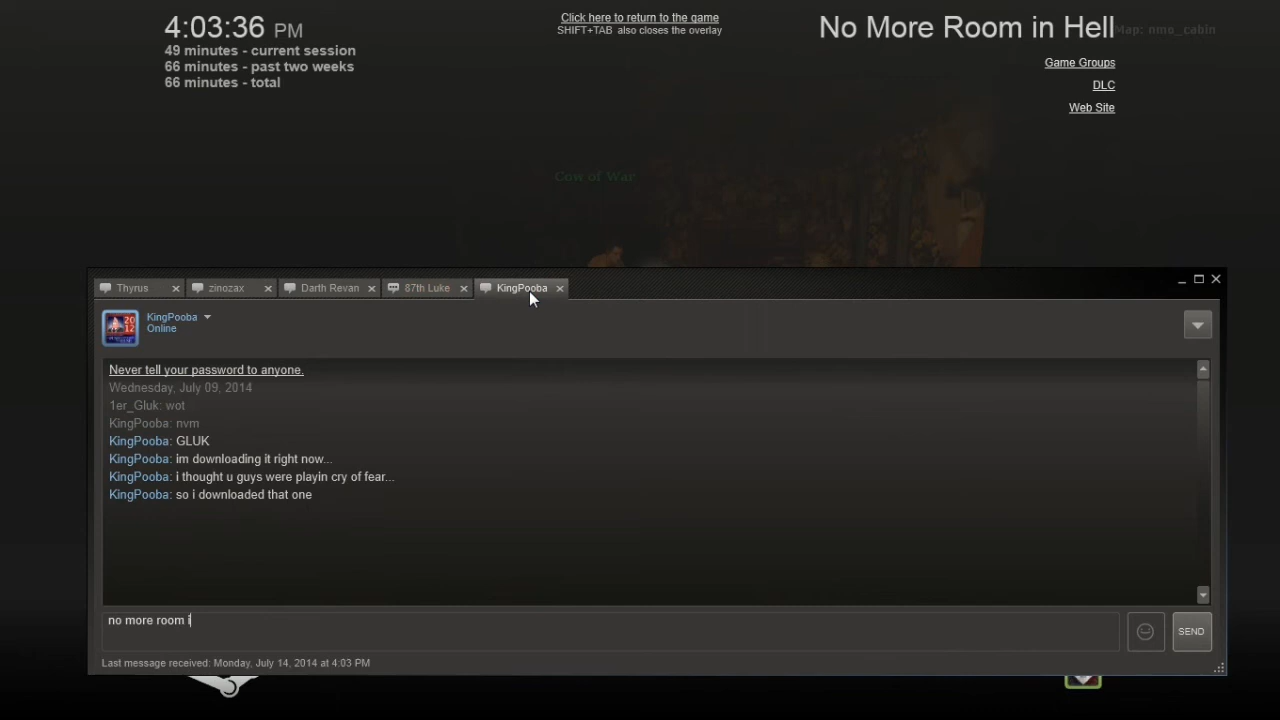 4:03:36 PM
49 minutes - current session
66 minutes - past two weeks
66 minutes - total
Click here to return to the game
SHIFT+TAB also closes the overlay
No More Room in Hell
Map: nmo_cabin
Game Groups
DLC
Web Site
Cow of War
Thyrus
zinozax
Darth Revan
87th Luke
KingPooba
KingPooba
Online
Never tell your password to anyone.
Wednesday, July 09, 2014
1er_Gluk: wot
KingPooba: nvm
KingPooba: GLUK
KingPooba: im downloading it right now...
KingPooba: i thought u guys were playin cry of fear...
KingPooba: so i downloaded that one
no more room i
SEND
Last message received: Monday, July 14, 2014 at 4:03 PM